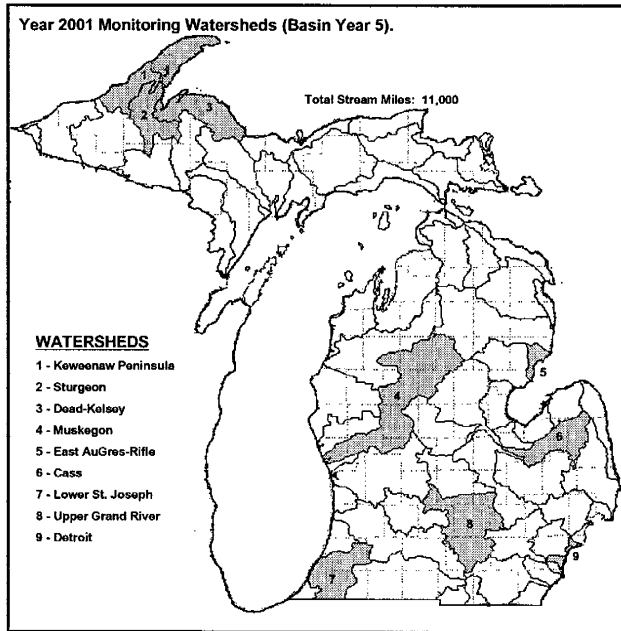 Year 2001 Monitoring Watersheds (Basin Year 5).
Total Stream Miles: 11,000
1
1
2
3
4
5
6
7
8
9
WATERSHEDS
1 - Keweenaw Peninsula
2 - Sturgeon
3 - Dead-Kelsey
4 - Muskegon
5 - East AuGres-Rifle
6 - Cass
7 - Lower St. Joseph
8 - Upper Grand River
9 - Detroit